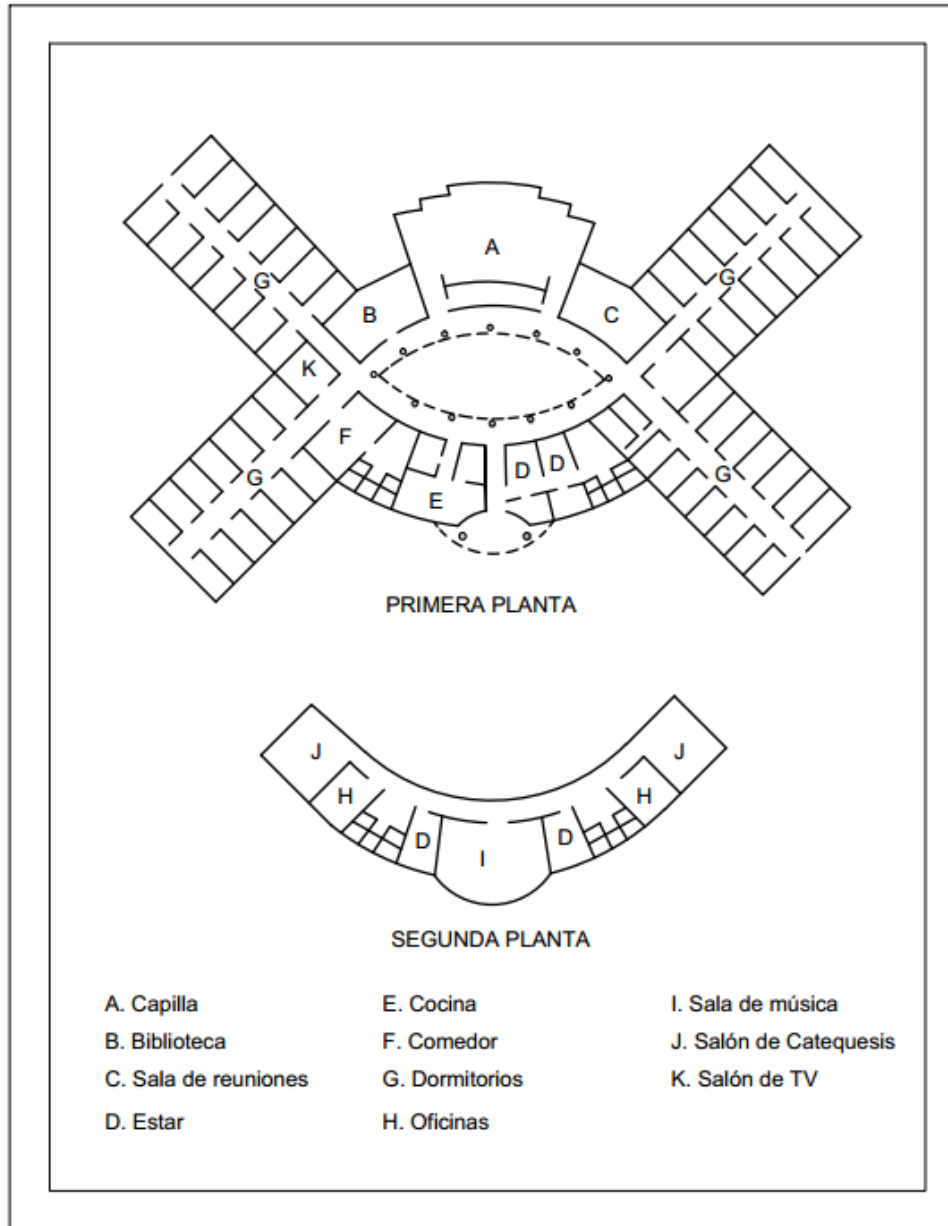 A
G
G
B
C
K
F
G
D
D
G
E
PRIMERA PLANTA
J
J
H
H
D
D
I
SEGUNDA PLANTA
A. Capilla
B. Biblioteca
C. Sala de reuniones
D. Estar
E. Cocina
F. Comedor
G. Dormitorios
H. Oficinas
I. Sala de música
J. Salón de Catequesis
K. Salón de TV